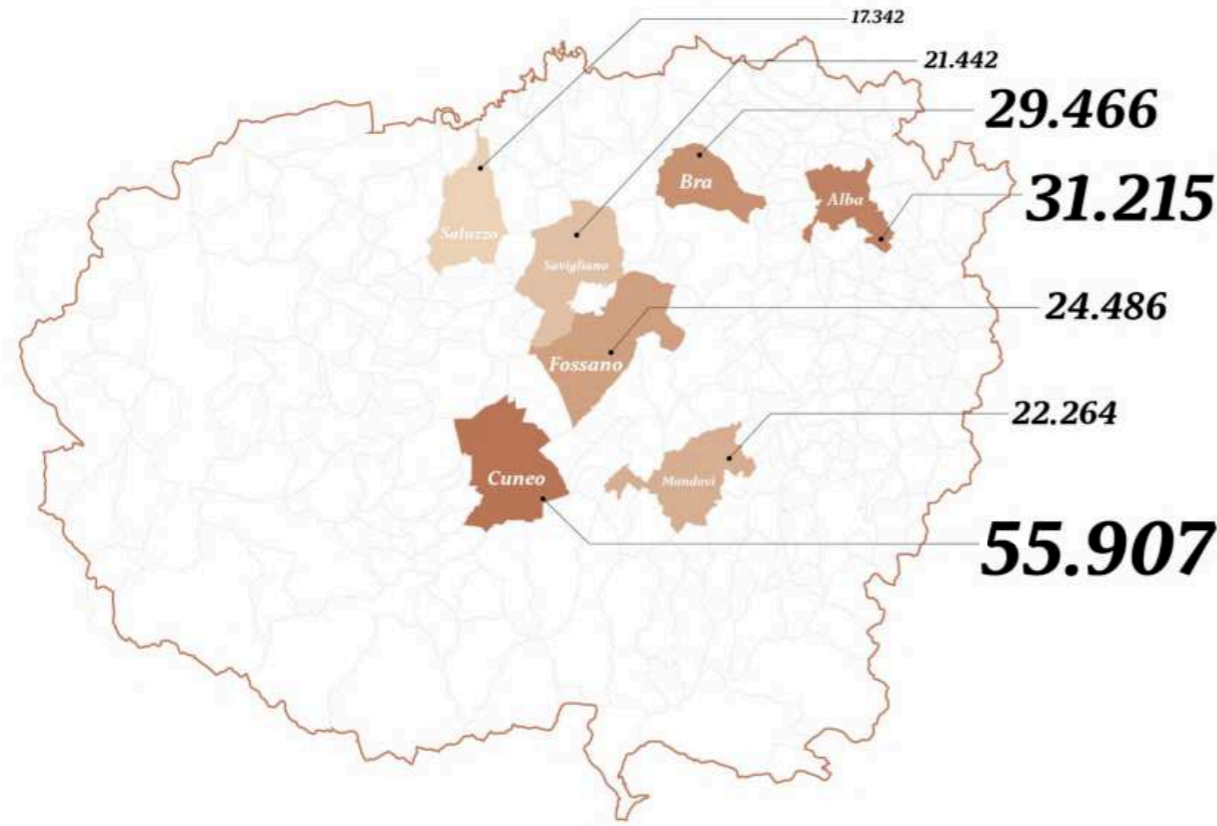 17.342
21.442
29.466
Bra
Alba
31.215
Saluzzo
Savigliano
24.486
Fossano
22.264
Cuneo
Mondovì
55.907